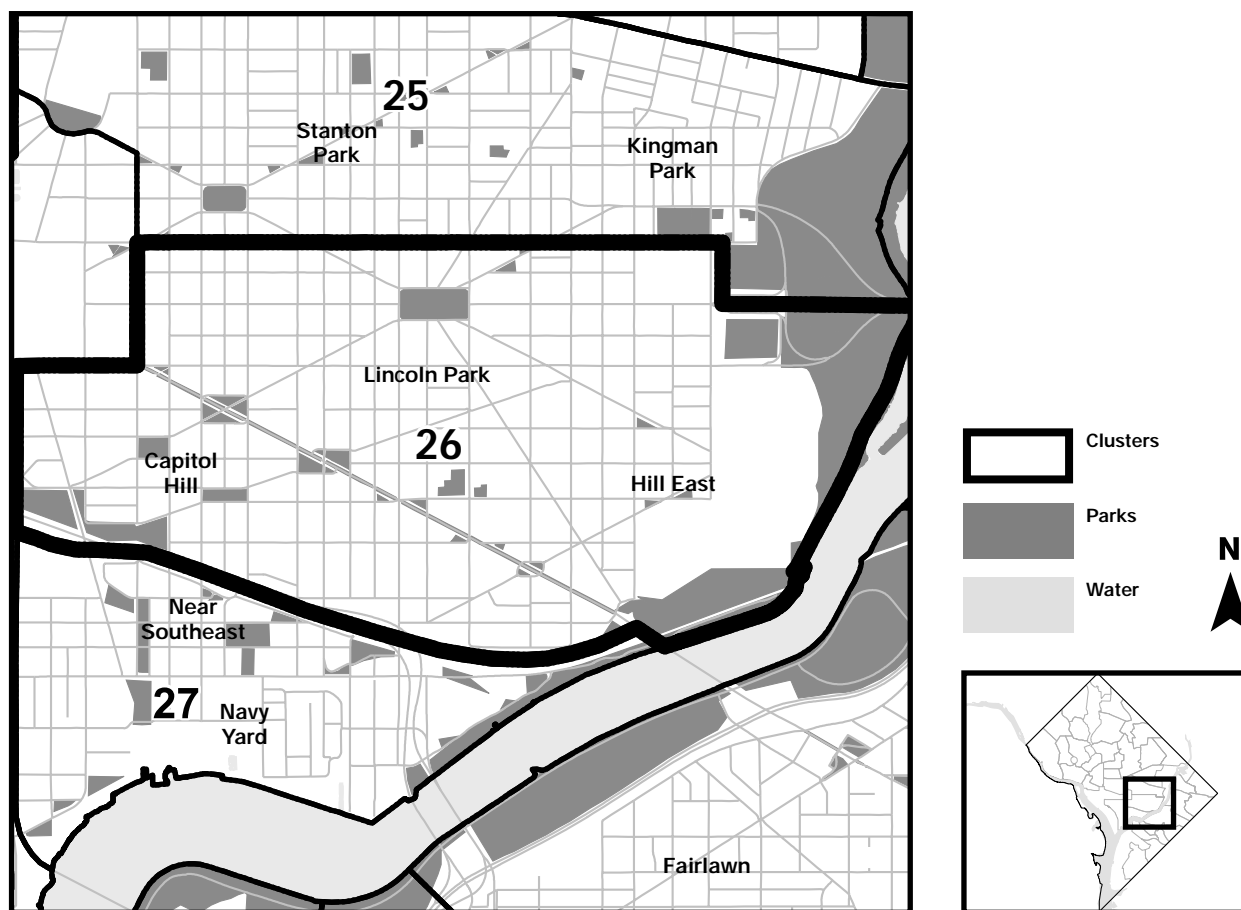 25
Stanton
Park
Kingman
Park
Lincoln Park
26
Capitol
Hill
Hill East
Near
Southeast
27
Navy
Yard
Fairlawn
Clusters
Parks
Water
N